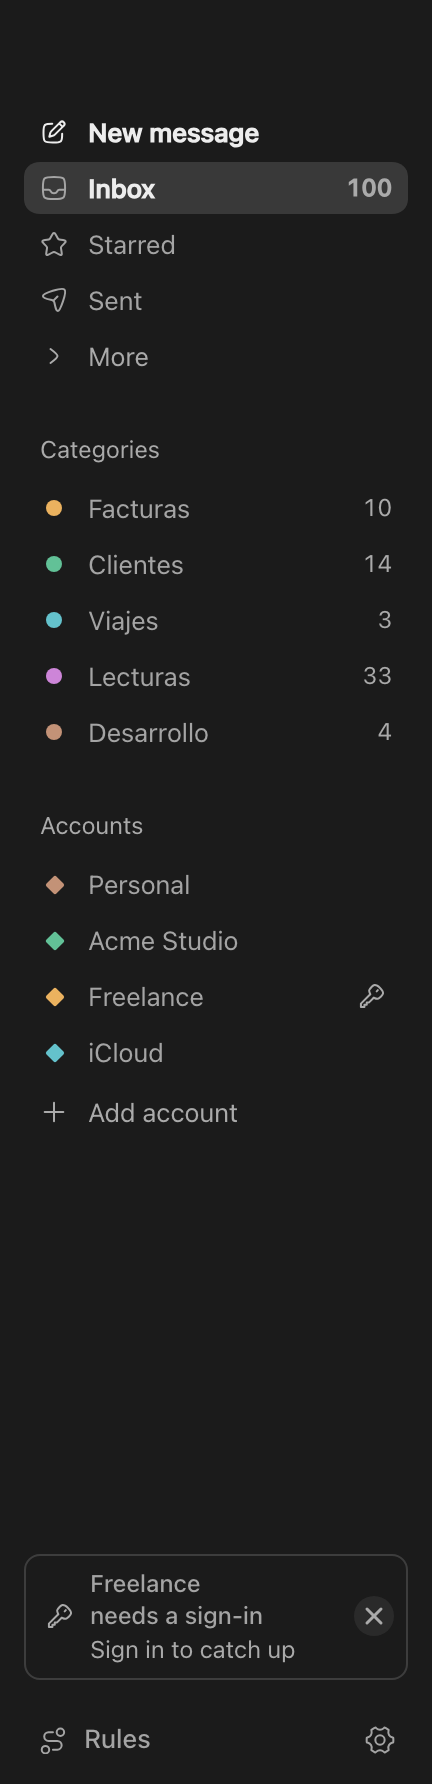 New message
Inbox 100
Starred
Sent
More
Categories
Facturas 10
Clientes 14
Viajes 3
Lecturas 33
Desarrollo 4
Accounts
Personal
Acme Studio
Freelance
iCloud
Add account
Freelance
needs a sign-in
Sign in to catch up
Rules